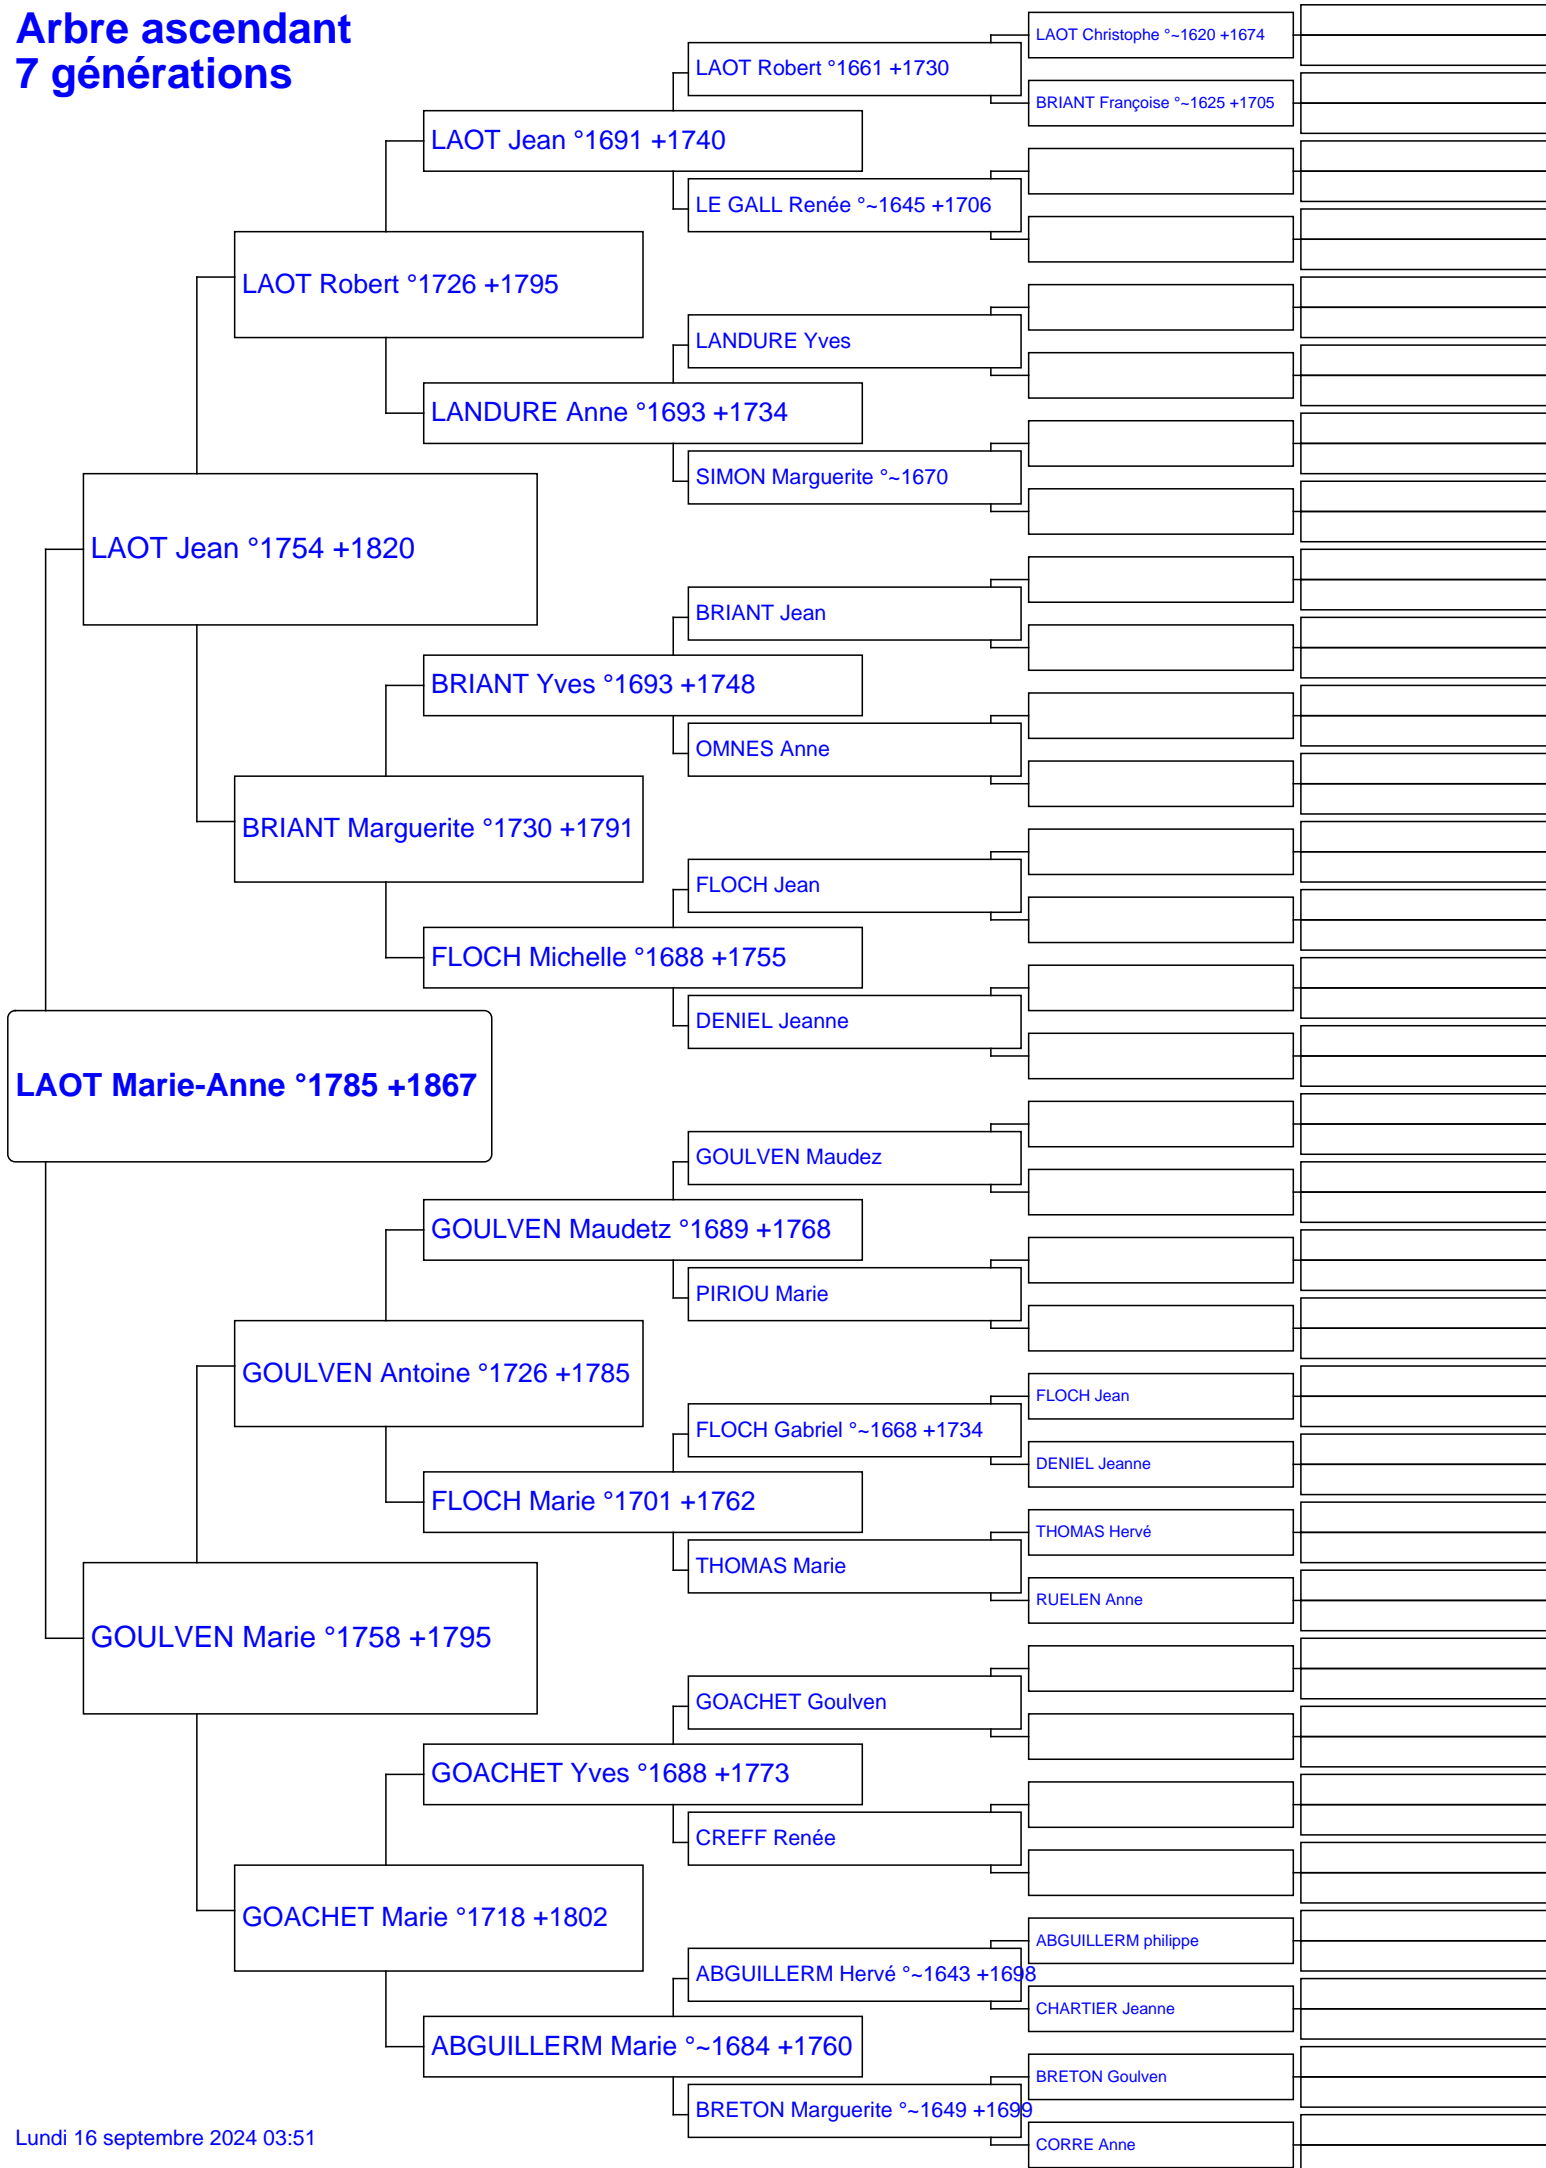 Arbre ascendant
7 générations
LAOT Christophe °~1620 +1674
LAOT Robert °1661 +1730
BRIANT Françoise °~1625 +1705
LAOT Jean °1691 +1740
LE GALL Renée °~1645 +1706
LAOT Robert °1726 +1795
LANDURE Yves
LANDURE Anne °1693 +1734
SIMON Marguerite °~1670
LAOT Jean °1754 +1820
BRIANT Jean
BRIANT Yves °1693 +1748
OMNES Anne
BRIANT Marguerite °1730 +1791
FLOCH Jean
FLOCH Michelle °1688 +1755
DENIEL Jeanne
LAOT Marie-Anne °1785 +1867
GOULVEN Maudez
GOULVEN Maudetz °1689 +1768
PIRIOU Marie
GOULVEN Antoine °1726 +1785
FLOCH Jean
FLOCH Gabriel °~1668 +1734
DENIEL Jeanne
FLOCH Marie °1701 +1762
THOMAS Hervé
THOMAS Marie
RUELEN Anne
GOULVEN Marie °1758 +1795
GOACHET Goulven
GOACHET Yves °1688 +1773
CREFF Renée
GOACHET Marie °1718 +1802
ABGUILLERM philippe
ABGUILLERM Hervé °~1643 +1698
CHARTIER Jeanne
ABGUILLERM Marie °~1684 +1760
BRETON Goulven
BRETON Marguerite °~1649 +1699
CORRE Anne
Lundi 16 septembre 2024 03:51